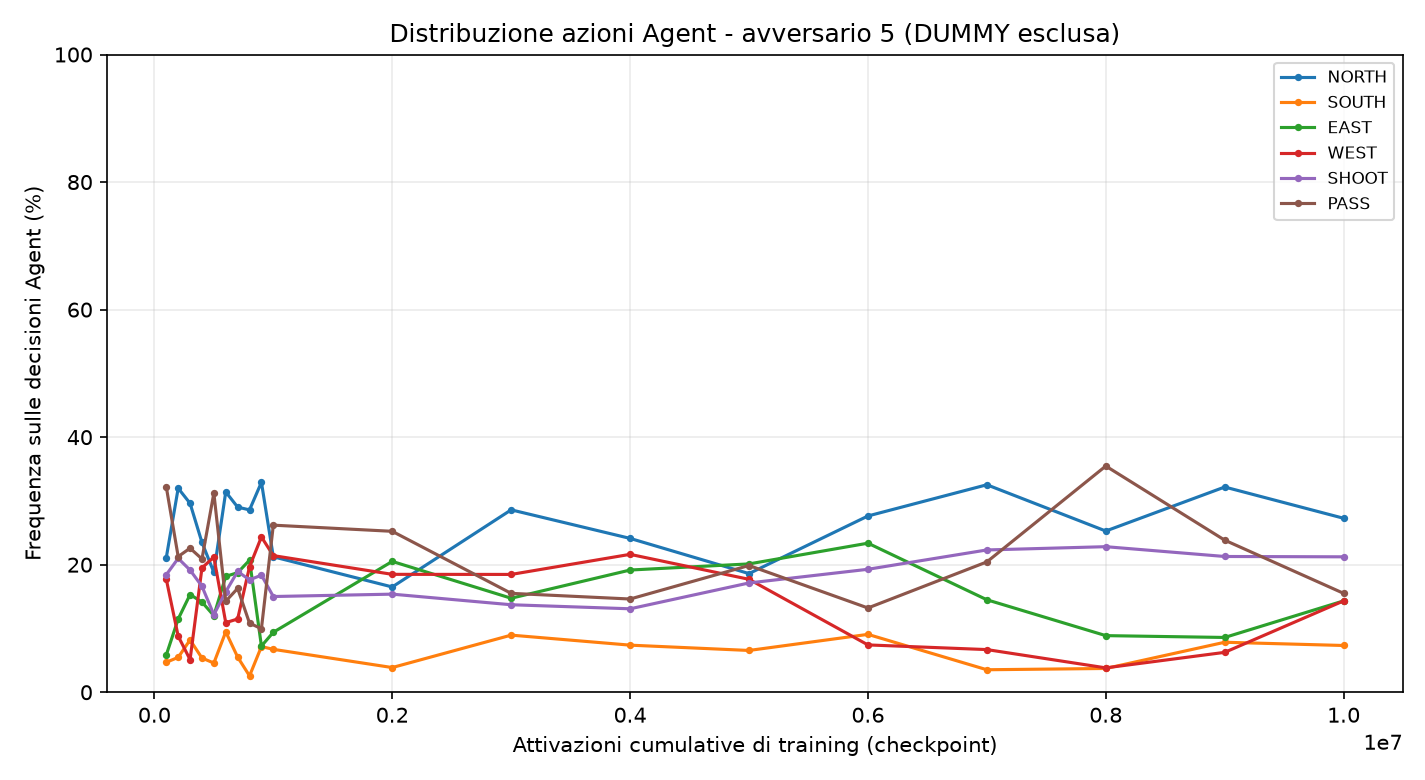 Distribuzione azioni Agent - avversario 5 (DUMMY esclusa)
Frequenza sulle decisioni Agent (%)
100
80
60
40
20
0
NORTH
SOUTH
EAST
WEST
SHOOT
PASS
0.0 0.2 0.4 0.6 0.8 1.0
1e7
Attivazioni cumulative di training (checkpoint)